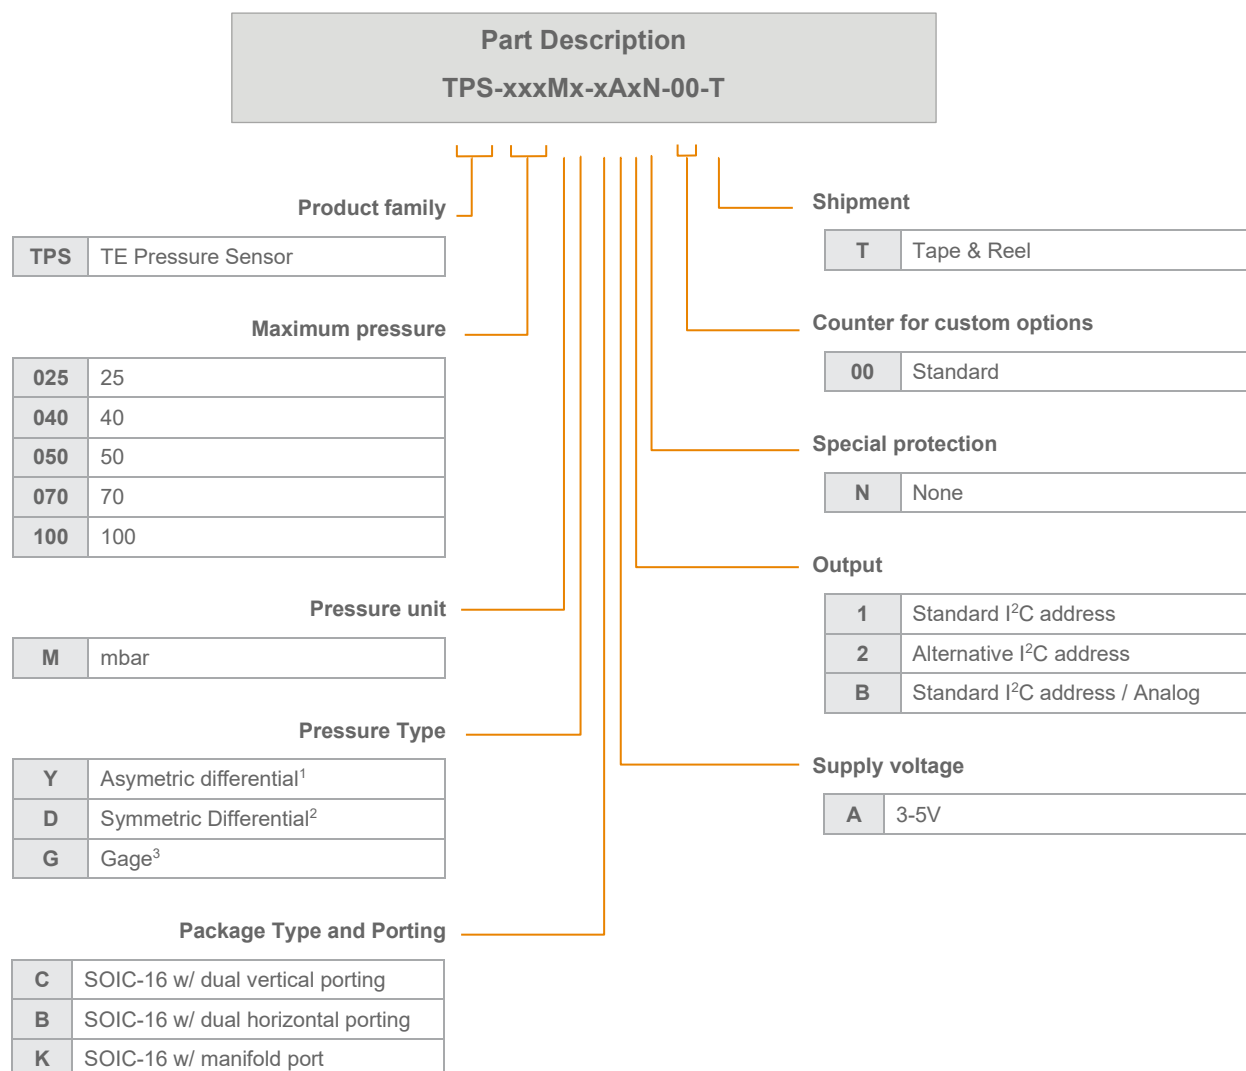 Part Description
TPS-xxxMx-xAxN-00-T
Product family
TPS TE Pressure Sensor
Maximum pressure
025 25
040 40
050 50
070 70
100 100
Pressure unit
M mbar
Pressure Type
Y Asymetric differential¹
D Symmetric Differential²
G Gage³
Package Type and Porting
C SOIC-16 w/ dual vertical porting
B SOIC-16 w/ dual horizontal porting
K SOIC-16 w/ manifold port
Shipment
T Tape & Reel
Counter for custom options
00 Standard
Special protection
N None
Output
1 Standard I²C address
2 Alternative I²C address
B Standard I²C address / Analog
Supply voltage
A 3-5V